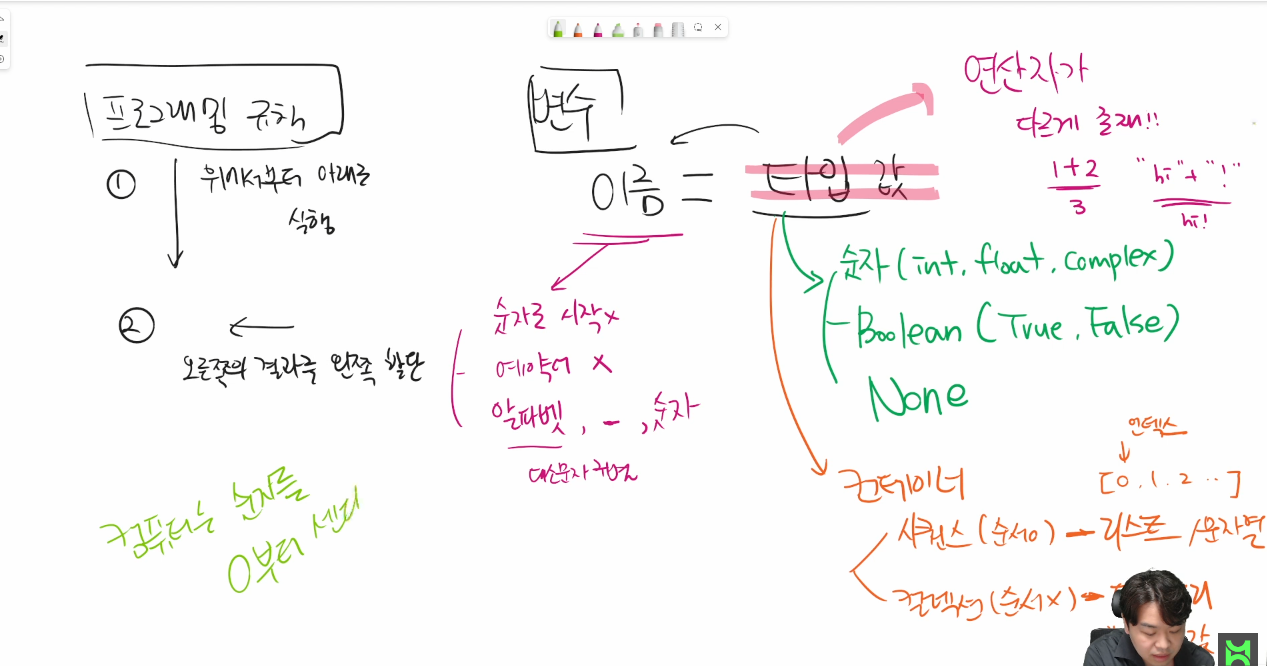 프로그래밍 규칙
①
위에서부터 아래로
실행
②
오른쪽의 결과를 왼쪽 할당
컴퓨터는 숫자를
0부터 센다
변수
이름 = 타입 값
숫자로 시작 x
예약어 x
알파벳, _, 숫자
대소문자 구별
연산자가
다르게 존재!!
1+2
3
"hi"+"!"
hi!
숫자(int, float, complex)
Boolean (True, False)
None
컨테이너
인덱스
[0, 1, 2 ..]
시퀀스(순서o) → 리스트 / 문자열
컬렉션(순서x) →